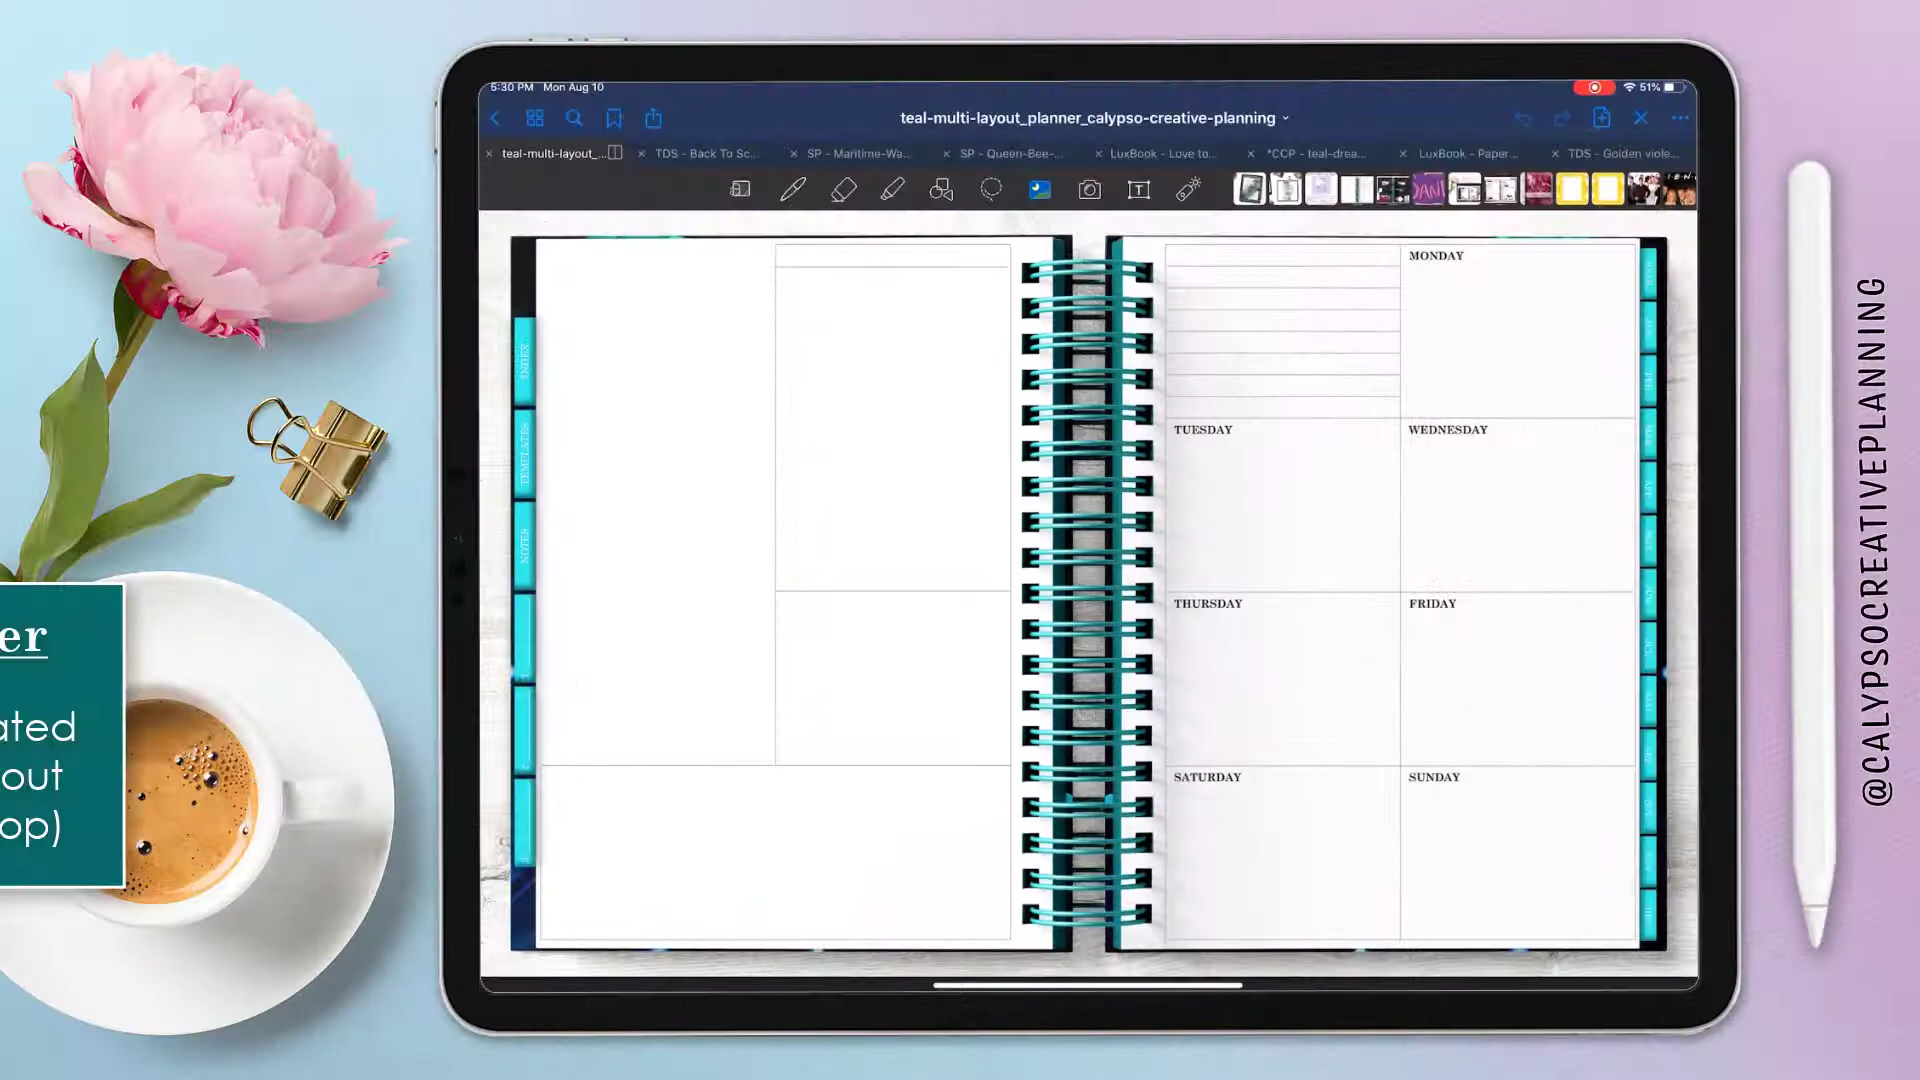 5:30 PM Mon Aug 10
51%
teal-multi-layout_planner_calypso-creative-planning
teal-multi-layout_...
TDS - Back To Sc...
SP - Maritime-Wa...
SP - Queen-Bee-...
LuxBook - Love to...
*CCP - teal-drea...
LuxBook - Paper...
TDS - Golden viole...
INDEX
TEMPLATES
NOTES
MONDAY
TUESDAY
WEDNESDAY
THURSDAY
FRIDAY
SATURDAY
SUNDAY
er
ated
out
op)
@CALYPSOCREATIVEPLANNING